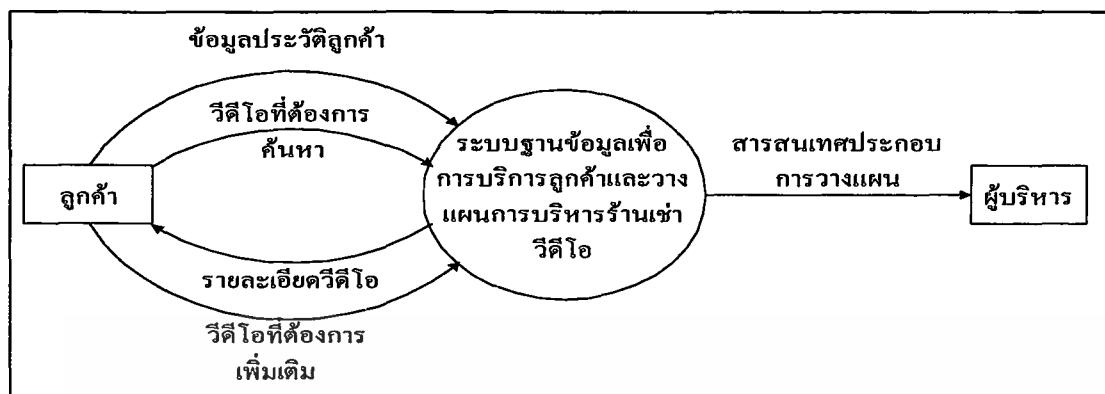 ข้อมูลประวัติลูกค้า
วีดีโอที่ต้องการ
ค้นหา
ลูกค้า
รายละเอียดวีดีโอ
วีดีโอที่ต้องการ
เพิ่มเติม
ระบบฐานข้อมูลเพื่อ
การบริการลูกค้าและวาง
แผนการบริหารร้านเช่า
วีดีโอ
สารสนเทศประกอบ
การวางแผน
ผู้บริหาร